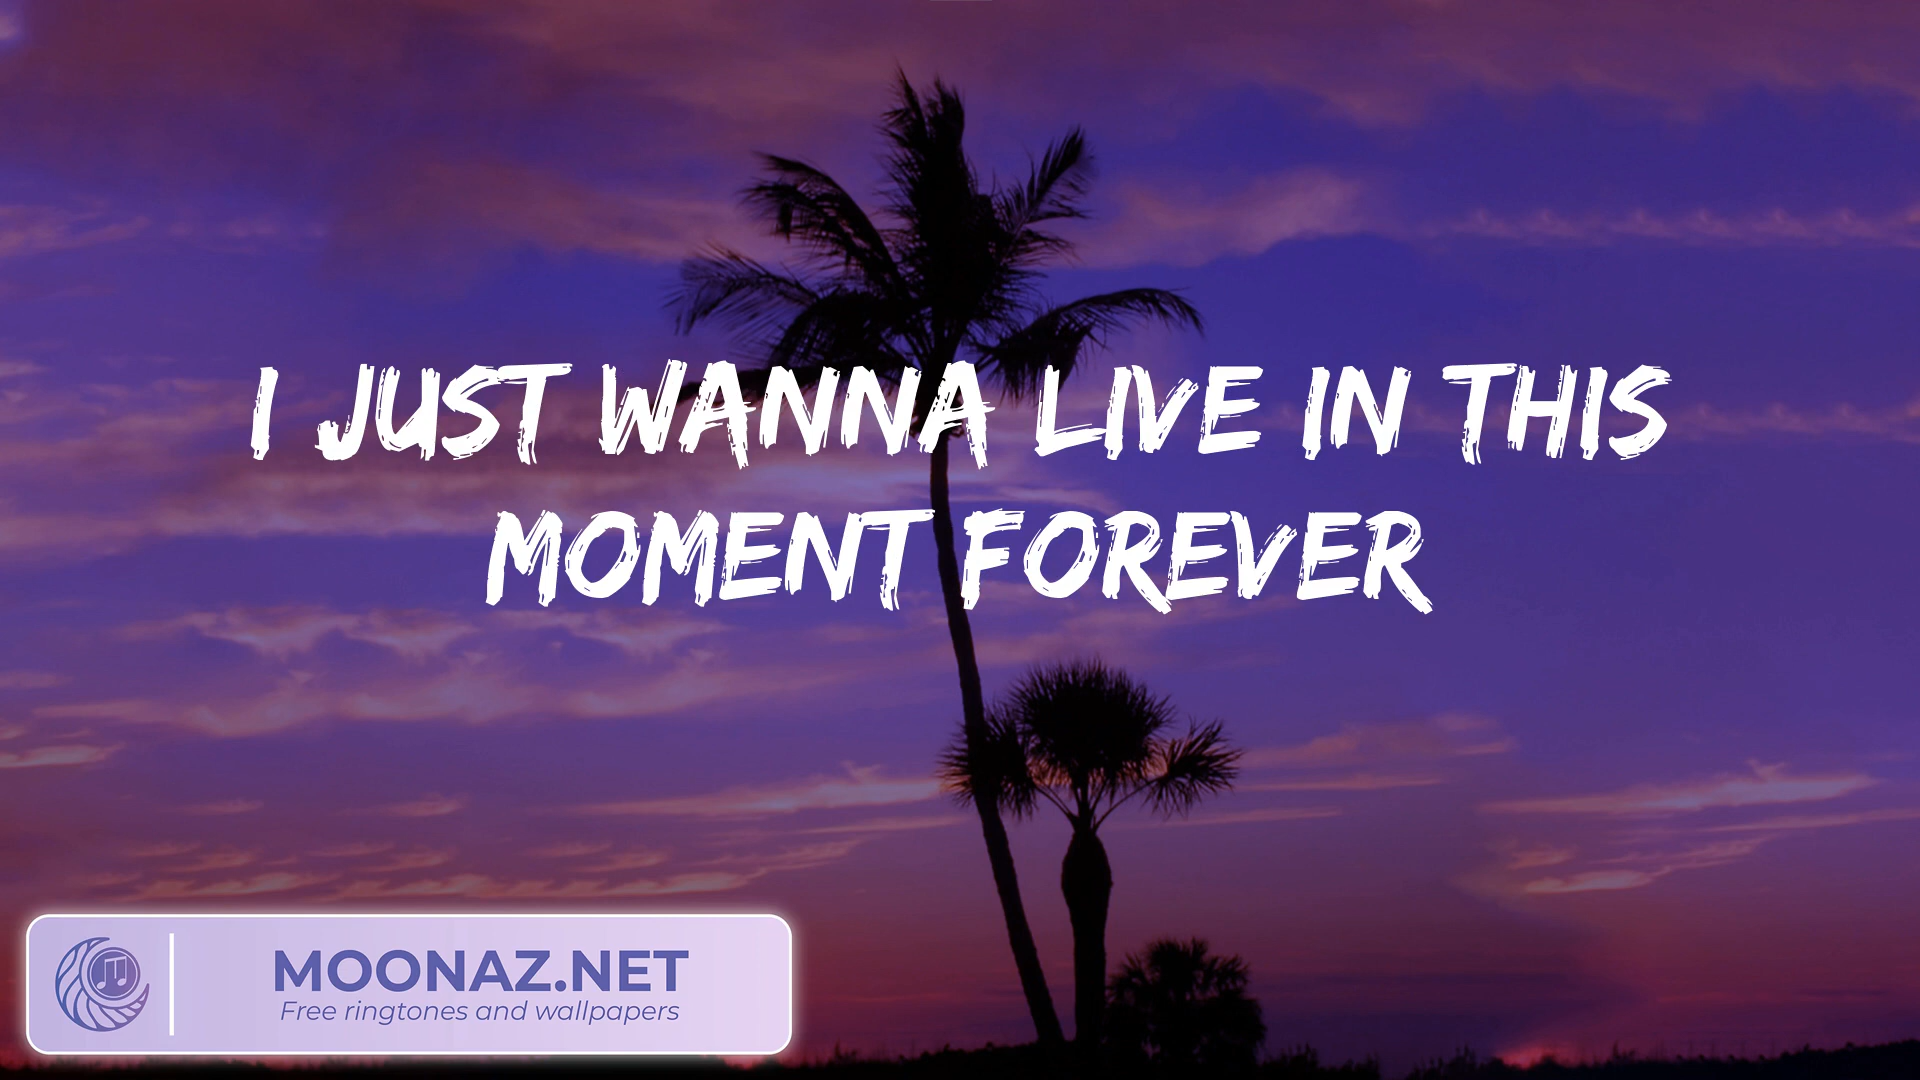 I JUST WANNA LIVE IN THIS
MOMENT FOREVER
MOONAZ.NET
Free ringtones and wallpapers